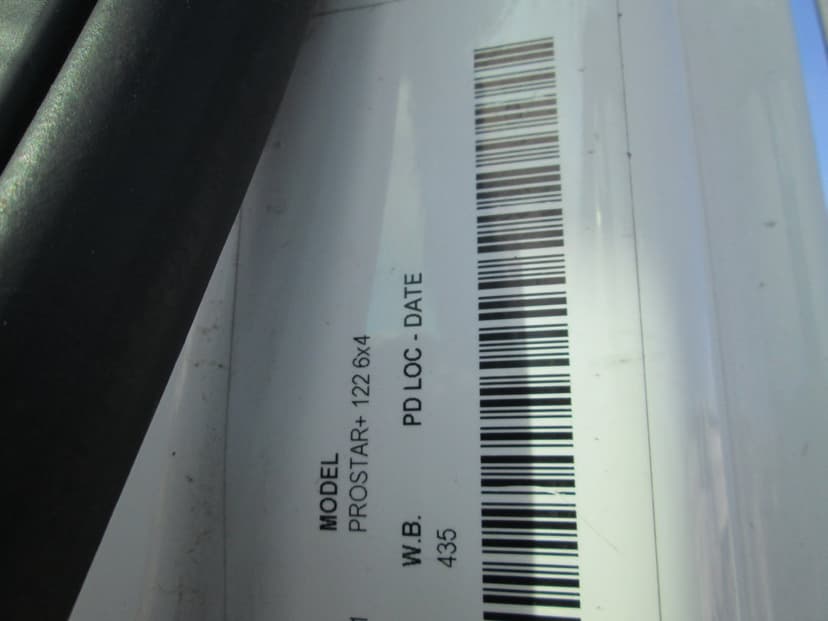 MODEL
PROSTAR+ 122 6x4
W.B.
PD LOC - DATE
435